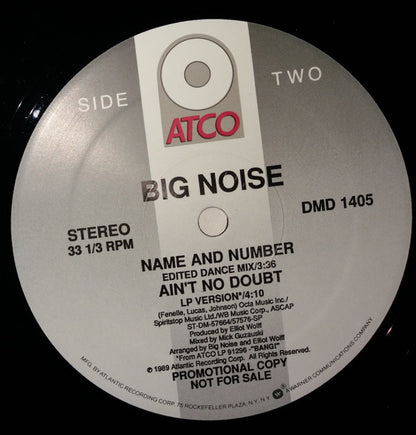 SIDE TWO
ATCO
BIG NOISE
STEREO
33 1/3 RPM
DMD 1405
NAME AND NUMBER
EDITED DANCE MIX/3:36
AIN'T NO DOUBT
LP VERSION*/4:10
(Fenelle, Lucas, Johnson) Octa Music Inc./
Spiritstop Music Ltd./WB Music Corp., ASCAP
ST-DM-57664/57576-SP
Produced by Elliot Wolff
Mixed by Mick Guzauski
Arranged by Big Noise and Elliot Wolff
*From ATCO LP 91296 -"BANG!"
℗ 1989 Atlantic Recording Corp. All Rights Reserved.
PROMOTIONAL COPY
NOT FOR SALE
MFG. BY ATLANTIC RECORDING CORP. 75 ROCKEFELLER PLAZA, N.Y., N.Y. A WARNER COMMUNICATIONS COMPANY